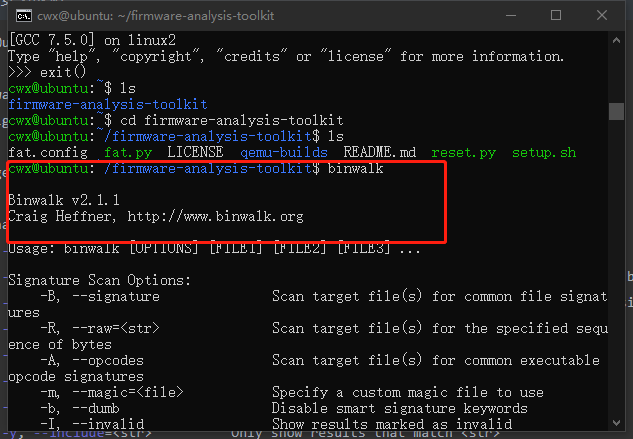 cwx@ubuntu: ~/firmware-analysis-toolkit
[GCC 7.5.0] on linux2
Type "help", "copyright", "credits" or "license" for more information.
>>> exit()
cwx@ubuntu:~$ ls
firmware-analysis-toolkit
cwx@ubuntu:~$ cd firmware-analysis-toolkit
cwx@ubuntu:~/firmware-analysis-toolkit$ ls
fat.config fat.py LICENSE qemu-builds README.md reset.py setup.sh
cwx@ubuntu:~/firmware-analysis-toolkit$ binwalk
Binwalk v2.1.1
Craig Heffner, http://www.binwalk.org
Usage: binwalk [OPTIONS] [FILE1] [FILE2] [FILE3] ...
Signature Scan Options:
-B, --signature Scan target file(s) for common file signat
ures
-R, --raw=<str> Scan target file(s) for the specified sequ
ence of bytes
-A, --opcodes Scan target file(s) for common executable
opcode signatures
-m, --magic=<file> Specify a custom magic file to use
-b, --dumb Disable smart signature keywords
-I, --invalid Show results marked as invalid
-y, --include=<str> Only show results that match <str>